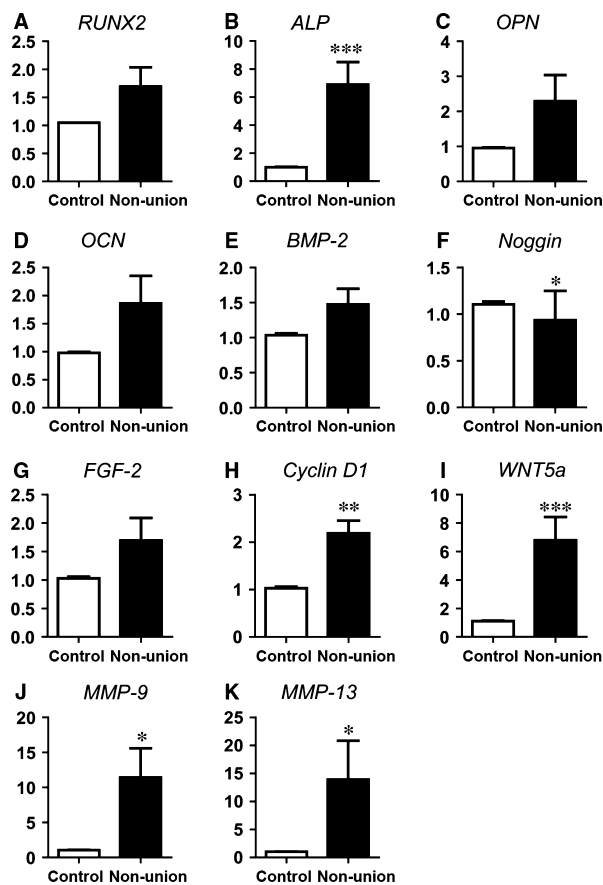 A RUNX2
2.5
2.0
1.5
1.0
0.5
0.0
Control Non-union
B ALP
***
10
8
6
4
2
0
Control Non-union
C OPN
4
3
2
1
0
Control Non-union
D OCN
2.5
2.0
1.5
1.0
0.5
0.0
Control Non-union
E BMP-2
2.0
1.5
1.0
0.5
0.0
Control Non-union
F Noggin
*
1.5
1.0
0.5
0.0
Control Non-union
G FGF-2
2.5
2.0
1.5
1.0
0.5
0.0
Control Non-union
H Cyclin D1
**
3
2
1
0
Control Non-union
I WNT5a
***
10
8
6
4
2
0
Control Non-union
J MMP-9
*
20
15
10
5
0
Control Non-union
K MMP-13
*
25
20
15
10
5
0
Control Non-union